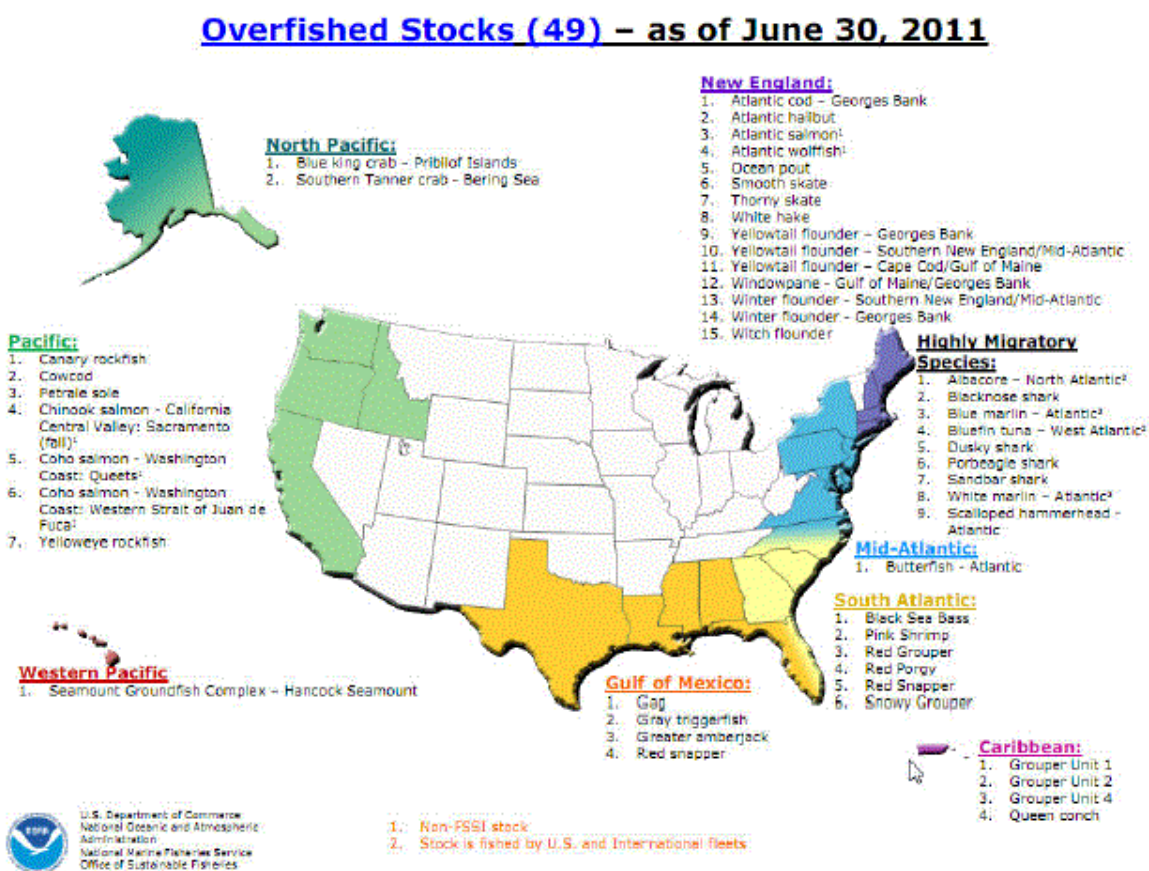 Overfished Stocks (49) – as of June 30, 2011
New England:
1. Atlantic cod – Georges Bank
2. Atlantic halibut
3. Atlantic salmon¹
4. Atlantic wolffish¹
5. Ocean pout
6. Smooth skate
7. Thorny skate
8. White hake
9. Yellowtail flounder – Georges Bank
10. Yellowtail flounder – Southern New England/Mid-Atlantic
11. Yellowtail flounder – Cape Cod/Gulf of Maine
12. Windowpane - Gulf of Maine/Georges Bank
13. Winter flounder - Southern New England/Mid-Atlantic
14. Winter flounder - Georges Bank
15. Witch flounder
North Pacific:
1. Blue king crab – Pribilof Islands
2. Southern Tanner crab - Bering Sea
Pacific:
1. Canary rockfish
2. Cowcod
3. Petrale sole
4. Chinook salmon - California
Central Valley: Sacramento
(fall)¹
5. Coho salmon - Washington
Coast: Queets¹
6. Coho salmon - Washington
Coast: Western Strait of Juan de
Fuca¹
7. Yelloweye rockfish
Highly Migratory
Species:
1. Albacore – North Atlantic²
2. Blacknose shark
3. Blue marlin – Atlantic²
4. Bluefin tuna – West Atlantic²
5. Dusky shark
6. Porbeagle shark
7. Sandbar shark
8. White marlin – Atlantic²
9. Scalloped hammerhead -
Atlantic
Mid-Atlantic:
1. Butterfish - Atlantic
South Atlantic:
1. Black Sea Bass
2. Pink Shrimp
3. Red Grouper
4. Red Porgy
5. Red Snapper
6. Snowy Grouper
Western Pacific
1. Seamount Groundfish Complex – Hancock Seamount
Gulf of Mexico:
1. Gag
2. Gray triggerfish
3. Greater amberjack
4. Red snapper
Caribbean:
1. Grouper Unit 1
2. Grouper Unit 2
3. Grouper Unit 4
4. Queen conch
NOAA
U.S. Department of Commerce
National Oceanic and Atmospheric
Administration
National Marine Fisheries Service
Office of Sustainable Fisheries
1. Non-FSSI stock
2. Stock is fished by U.S. and International fleets